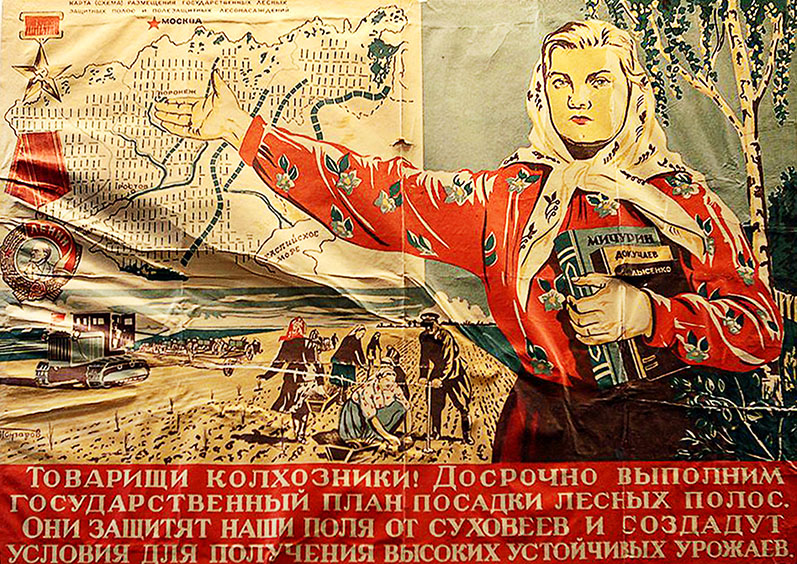 КАРТА (СХЕМА) РАЗМЕЩЕНИЯ ГОСУДАРСТВЕННЫХ ЛЕСНЫХ
ЗАЩИТНЫХ ПОЛОС И ПОЛЕЗАЩИТНЫХ ЛЕСОНАСАЖДЕНИЙ
МОСКВА
ВОРОНЕЖ
РОСТОВ
КАСПИЙСКОЕ
МОРЕ
ЛЕНИН
МИЧУРИН
ДОКУЧАЕВ
ЛЫСЕНКО
ТОВАРИЩИ КОЛХОЗНИКИ! ДОСРОЧНО ВЫПОЛНИМ
ГОСУДАРСТВЕННЫЙ ПЛАН ПОСАДКИ ЛЕСНЫХ ПОЛОС.
ОНИ ЗАЩИТЯТ НАШИ ПОЛЯ ОТ СУХОВЕЕВ И СОЗДАДУТ
УСЛОВИЯ ДЛЯ ПОЛУЧЕНИЯ ВЫСОКИХ УСТОЙЧИВЫХ УРОЖАЕВ.